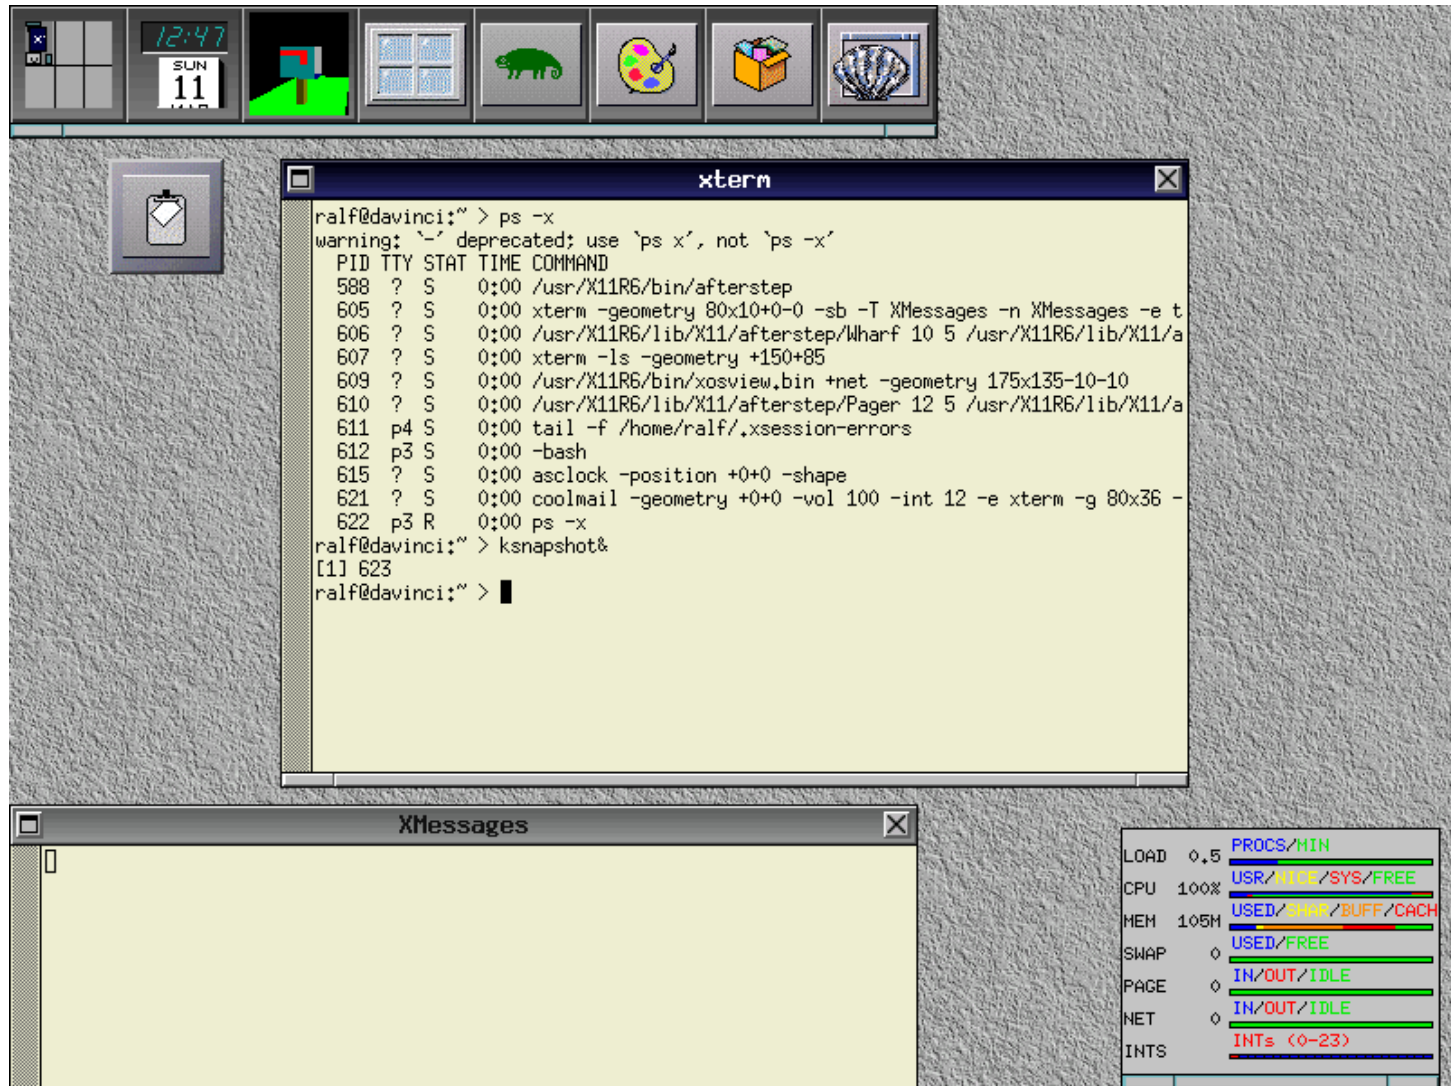 12:47
SUN
11
xterm
ralf@davinci:~ > ps -x
warning: `-' deprecated; use `ps x', not `ps -x'
PID TTY STAT TIME COMMAND
588 ? S 0:00 /usr/X11R6/bin/afterstep
605 ? S 0:00 xterm -geometry 80x10+0-0 -sb -T XMessages -n XMessages -e t
606 ? S 0:00 /usr/X11R6/lib/X11/afterstep/Wharf 10 5 /usr/X11R6/lib/X11/a
607 ? S 0:00 xterm -ls -geometry +150+85
609 ? S 0:00 /usr/X11R6/bin/xosview.bin +net -geometry 175x135-10-10
610 ? S 0:00 /usr/X11R6/lib/X11/afterstep/Pager 12 5 /usr/X11R6/lib/X11/a
611 p4 S 0:00 tail -f /home/ralf/.xsession-errors
612 p3 S 0:00 -bash
615 ? S 0:00 asclock -position +0+0 -shape
621 ? S 0:00 coolmail -geometry +0+0 -vol 100 -int 12 -e xterm -g 80x36 -
622 p3 R 0:00 ps -x
ralf@davinci:~ > ksnapshot&
[1] 623
ralf@davinci:~ >
XMessages
LOAD 0.5 PROCS/MIN
CPU 100% USR/NICE/SYS/FREE
MEM 105M USED/SHAR/BUFF/CACH
SWAP 0 USED/FREE
PAGE 0 IN/OUT/IDLE
NET 0 IN/OUT/IDLE
INTS INTs (0-23)